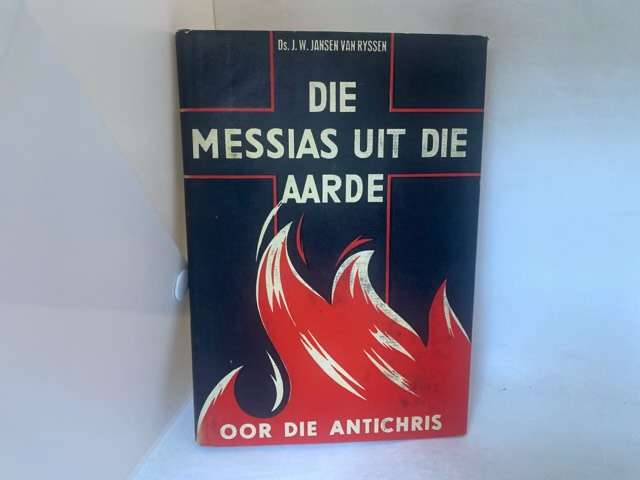 Ds. J. W. JANSEN VAN RYSSEN
DIE
MESSIAS UIT DIE
AARDE
OOR DIE ANTICHRIS